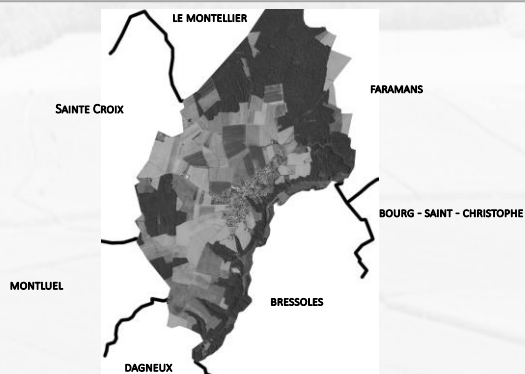 LE MONTELLIER
FARAMANS
SAINTE CROIX
BOURG - SAINT - CHRISTOPHE
MONTLUEL
BRESSOLES
DAGNEUX